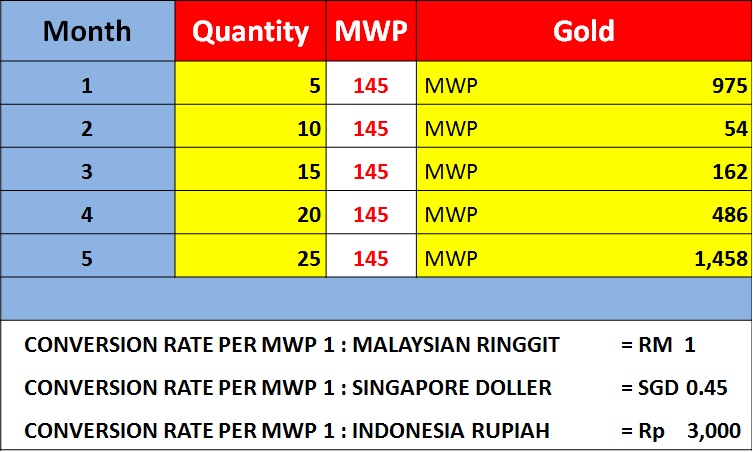 Month Quantity MWP Gold
1 5 145 MWP 975
2 10 145 MWP 54
3 15 145 MWP 162
4 20 145 MWP 486
5 25 145 MWP 1,458
CONVERSION RATE PER MWP 1 : MALAYSIAN RINGGIT = RM 1
CONVERSION RATE PER MWP 1 : SINGAPORE DOLLER = SGD 0.45
CONVERSION RATE PER MWP 1 : INDONESIA RUPIAH = Rp 3,000